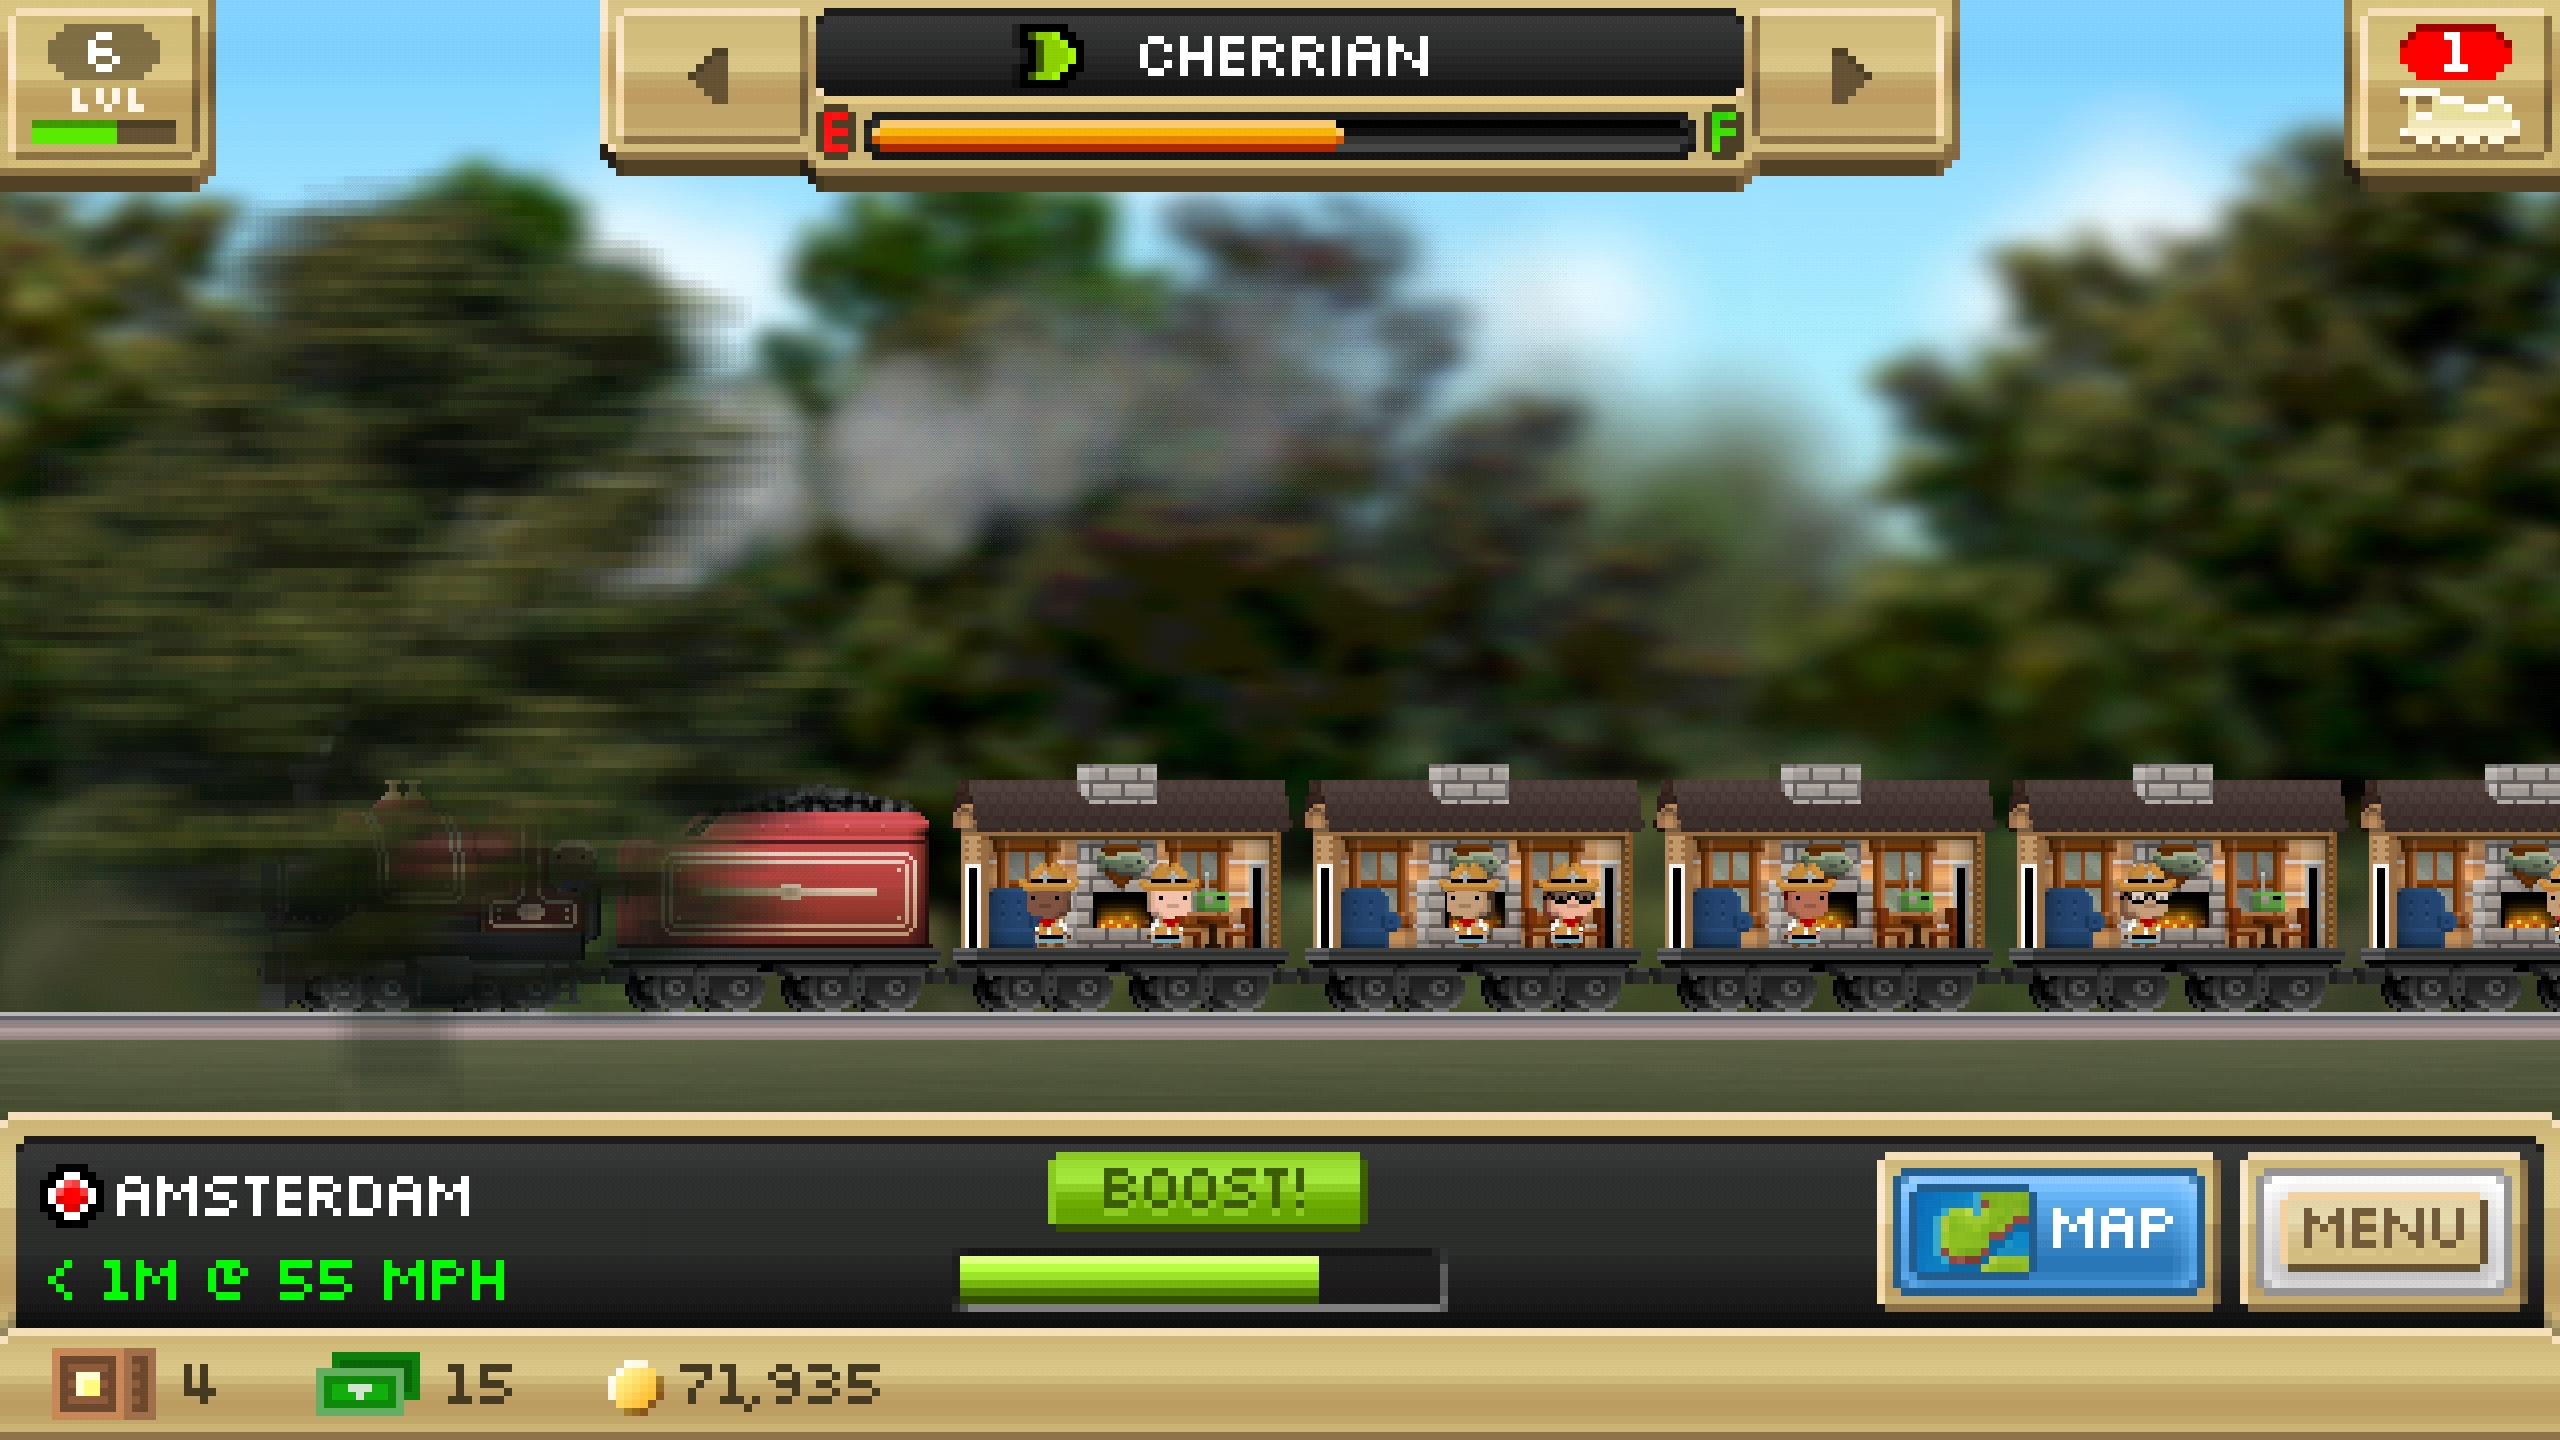 6
LVL
CHERRIAN
E F
1
AMSTERDAM
< 1M @ 55 MPH
BOOST!
MAP
MENU
4
15
71,935